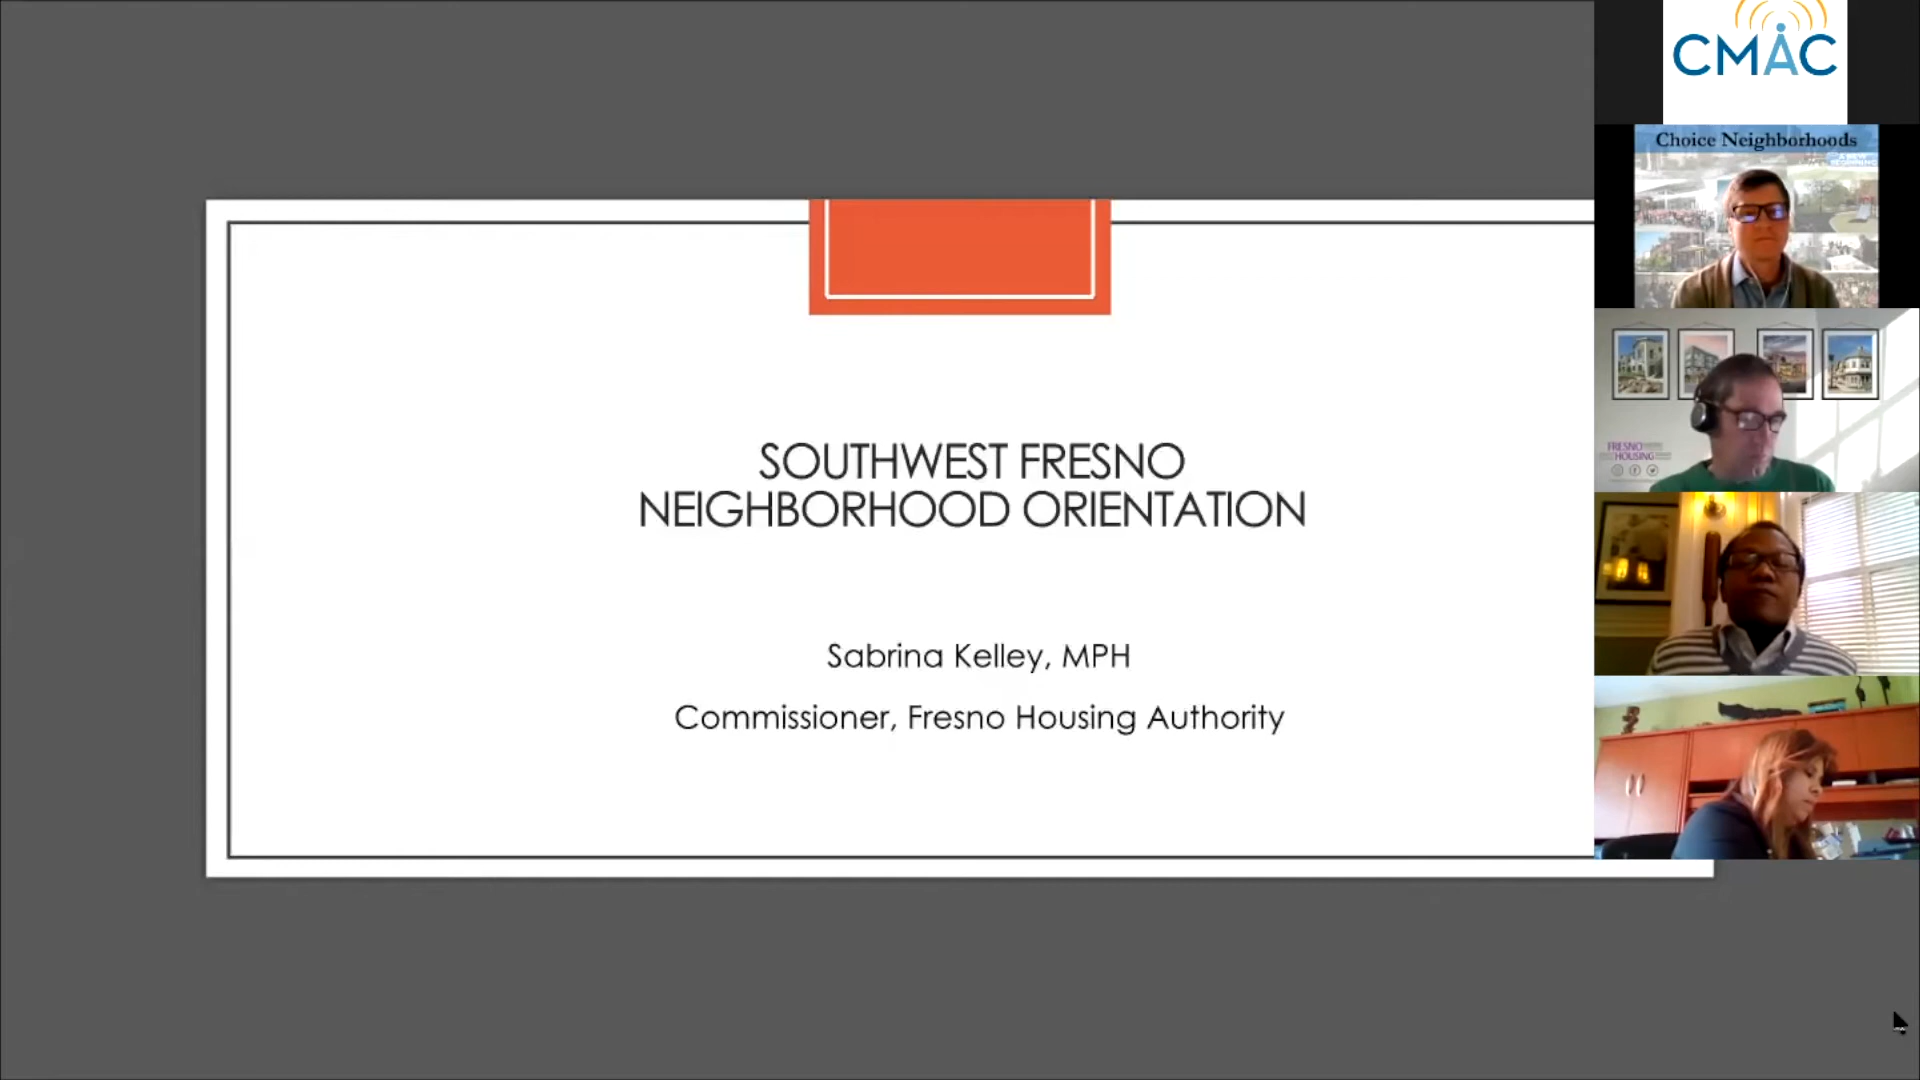 CMAC
Choice Neighborhoods
FRESNO
HOUSING
SOUTHWEST FRESNO
NEIGHBORHOOD ORIENTATION
Sabrina Kelley, MPH
Commissioner, Fresno Housing Authority